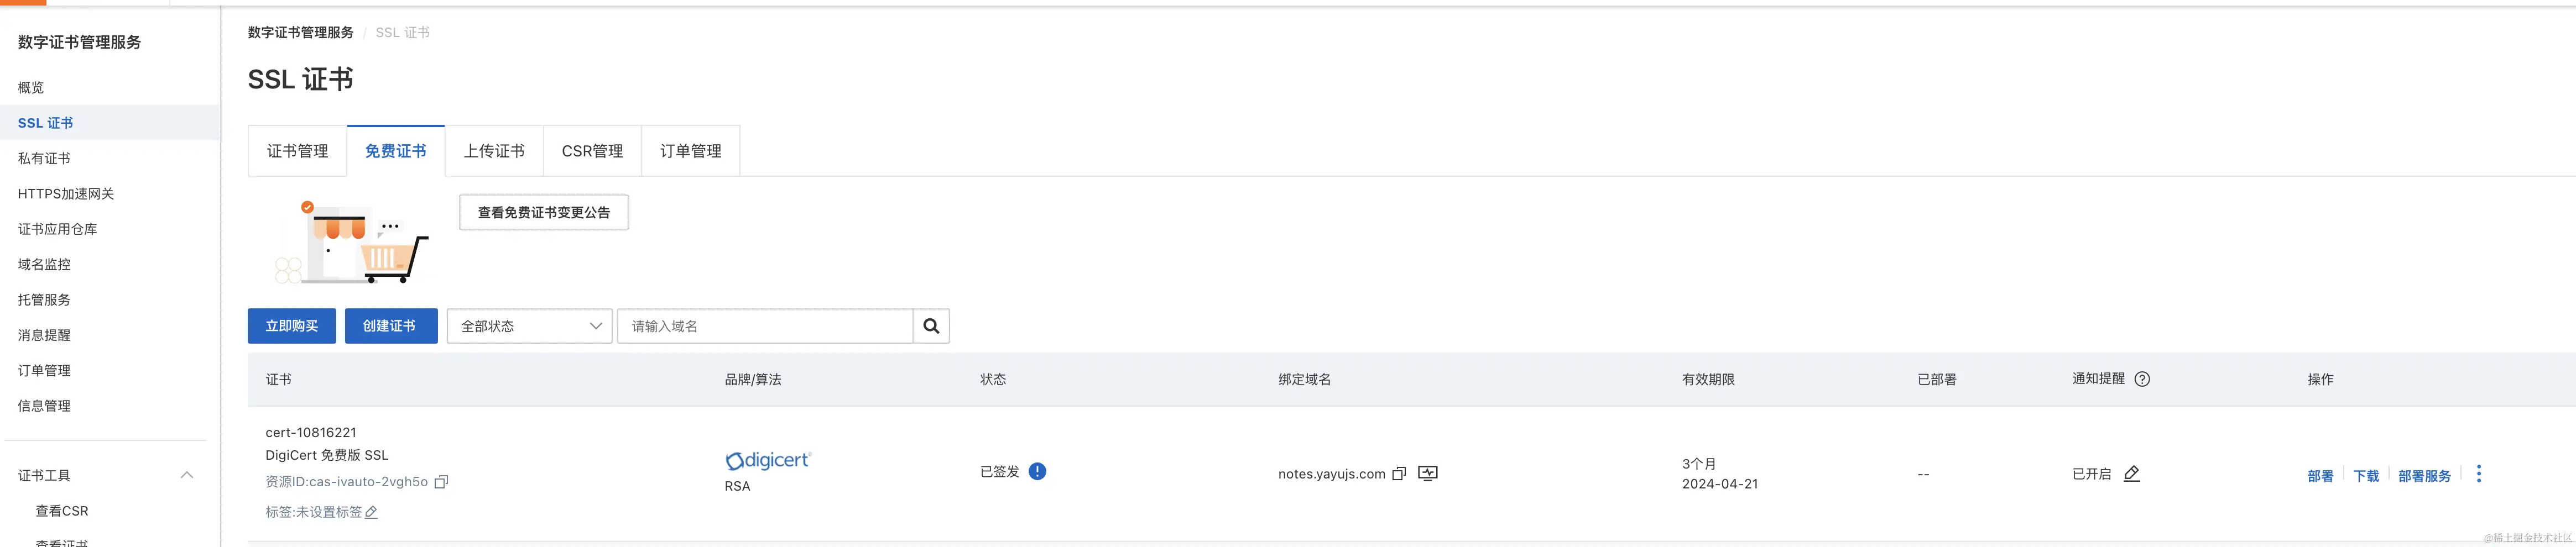 数字证书管理服务
概览
SSL 证书
私有证书
HTTPS加速网关
证书应用仓库
域名监控
托管服务
消息提醒
订单管理
信息管理
证书工具
查看CSR
查看证书
数字证书管理服务 / SSL 证书
SSL 证书
证书管理 免费证书 上传证书 CSR管理 订单管理
查看免费证书变更公告
立即购买 创建证书 全部状态 请输入域名
证书 品牌/算法 状态 绑定域名 有效期限 已部署 通知提醒 操作
cert-10816221
DigiCert 免费版 SSL
资源ID:cas-ivauto-2vgh5o
标签:未设置标签
digicert
RSA
已签发
notes.yayujs.com
3个月
2024-04-21
--
已开启
部署 下载 部署服务
@稀土掘金技术社区